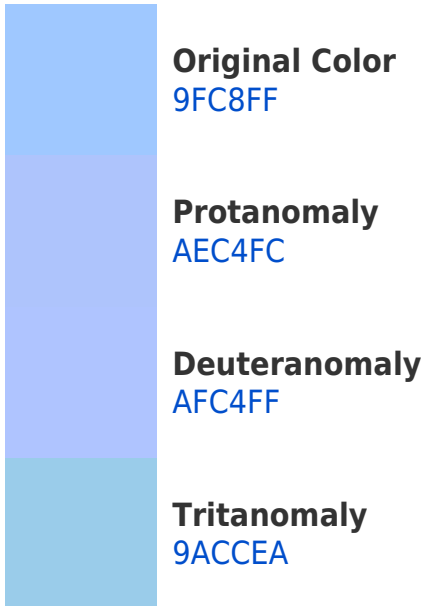 Original Color
9FC8FF
Protanomaly
AEC4FC
Deuteranomaly
AFC4FF
Tritanomaly
9ACCEA